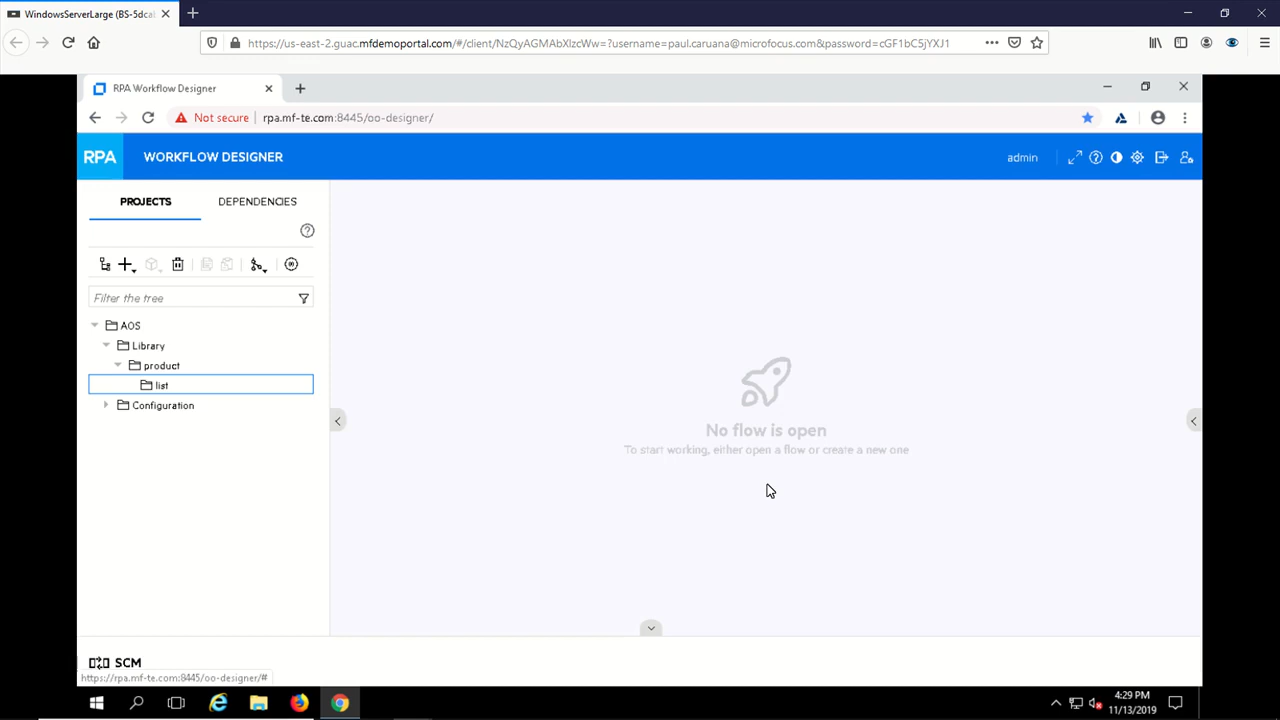 WindowsServerLarge (BS-5dcal
https://us-east-2.guac.mfdemoportal.com/#/client/NzQyAGMAbXlzcWw=?username=paul.caruana@microfocus.com&password=cGF1bC5jYXJ1
RPA Workflow Designer
Not secure
rpa.mf-te.com:8445/oo-designer/
RPA
WORKFLOW DESIGNER
admin
PROJECTS
DEPENDENCIES
Filter the tree
AOS
Library
product
list
Configuration
No flow is open
To start working, either open a flow or create a new one
SCM
https://rpa.mf-te.com:8445/oo-designer/#
4:29 PM
11/13/2019